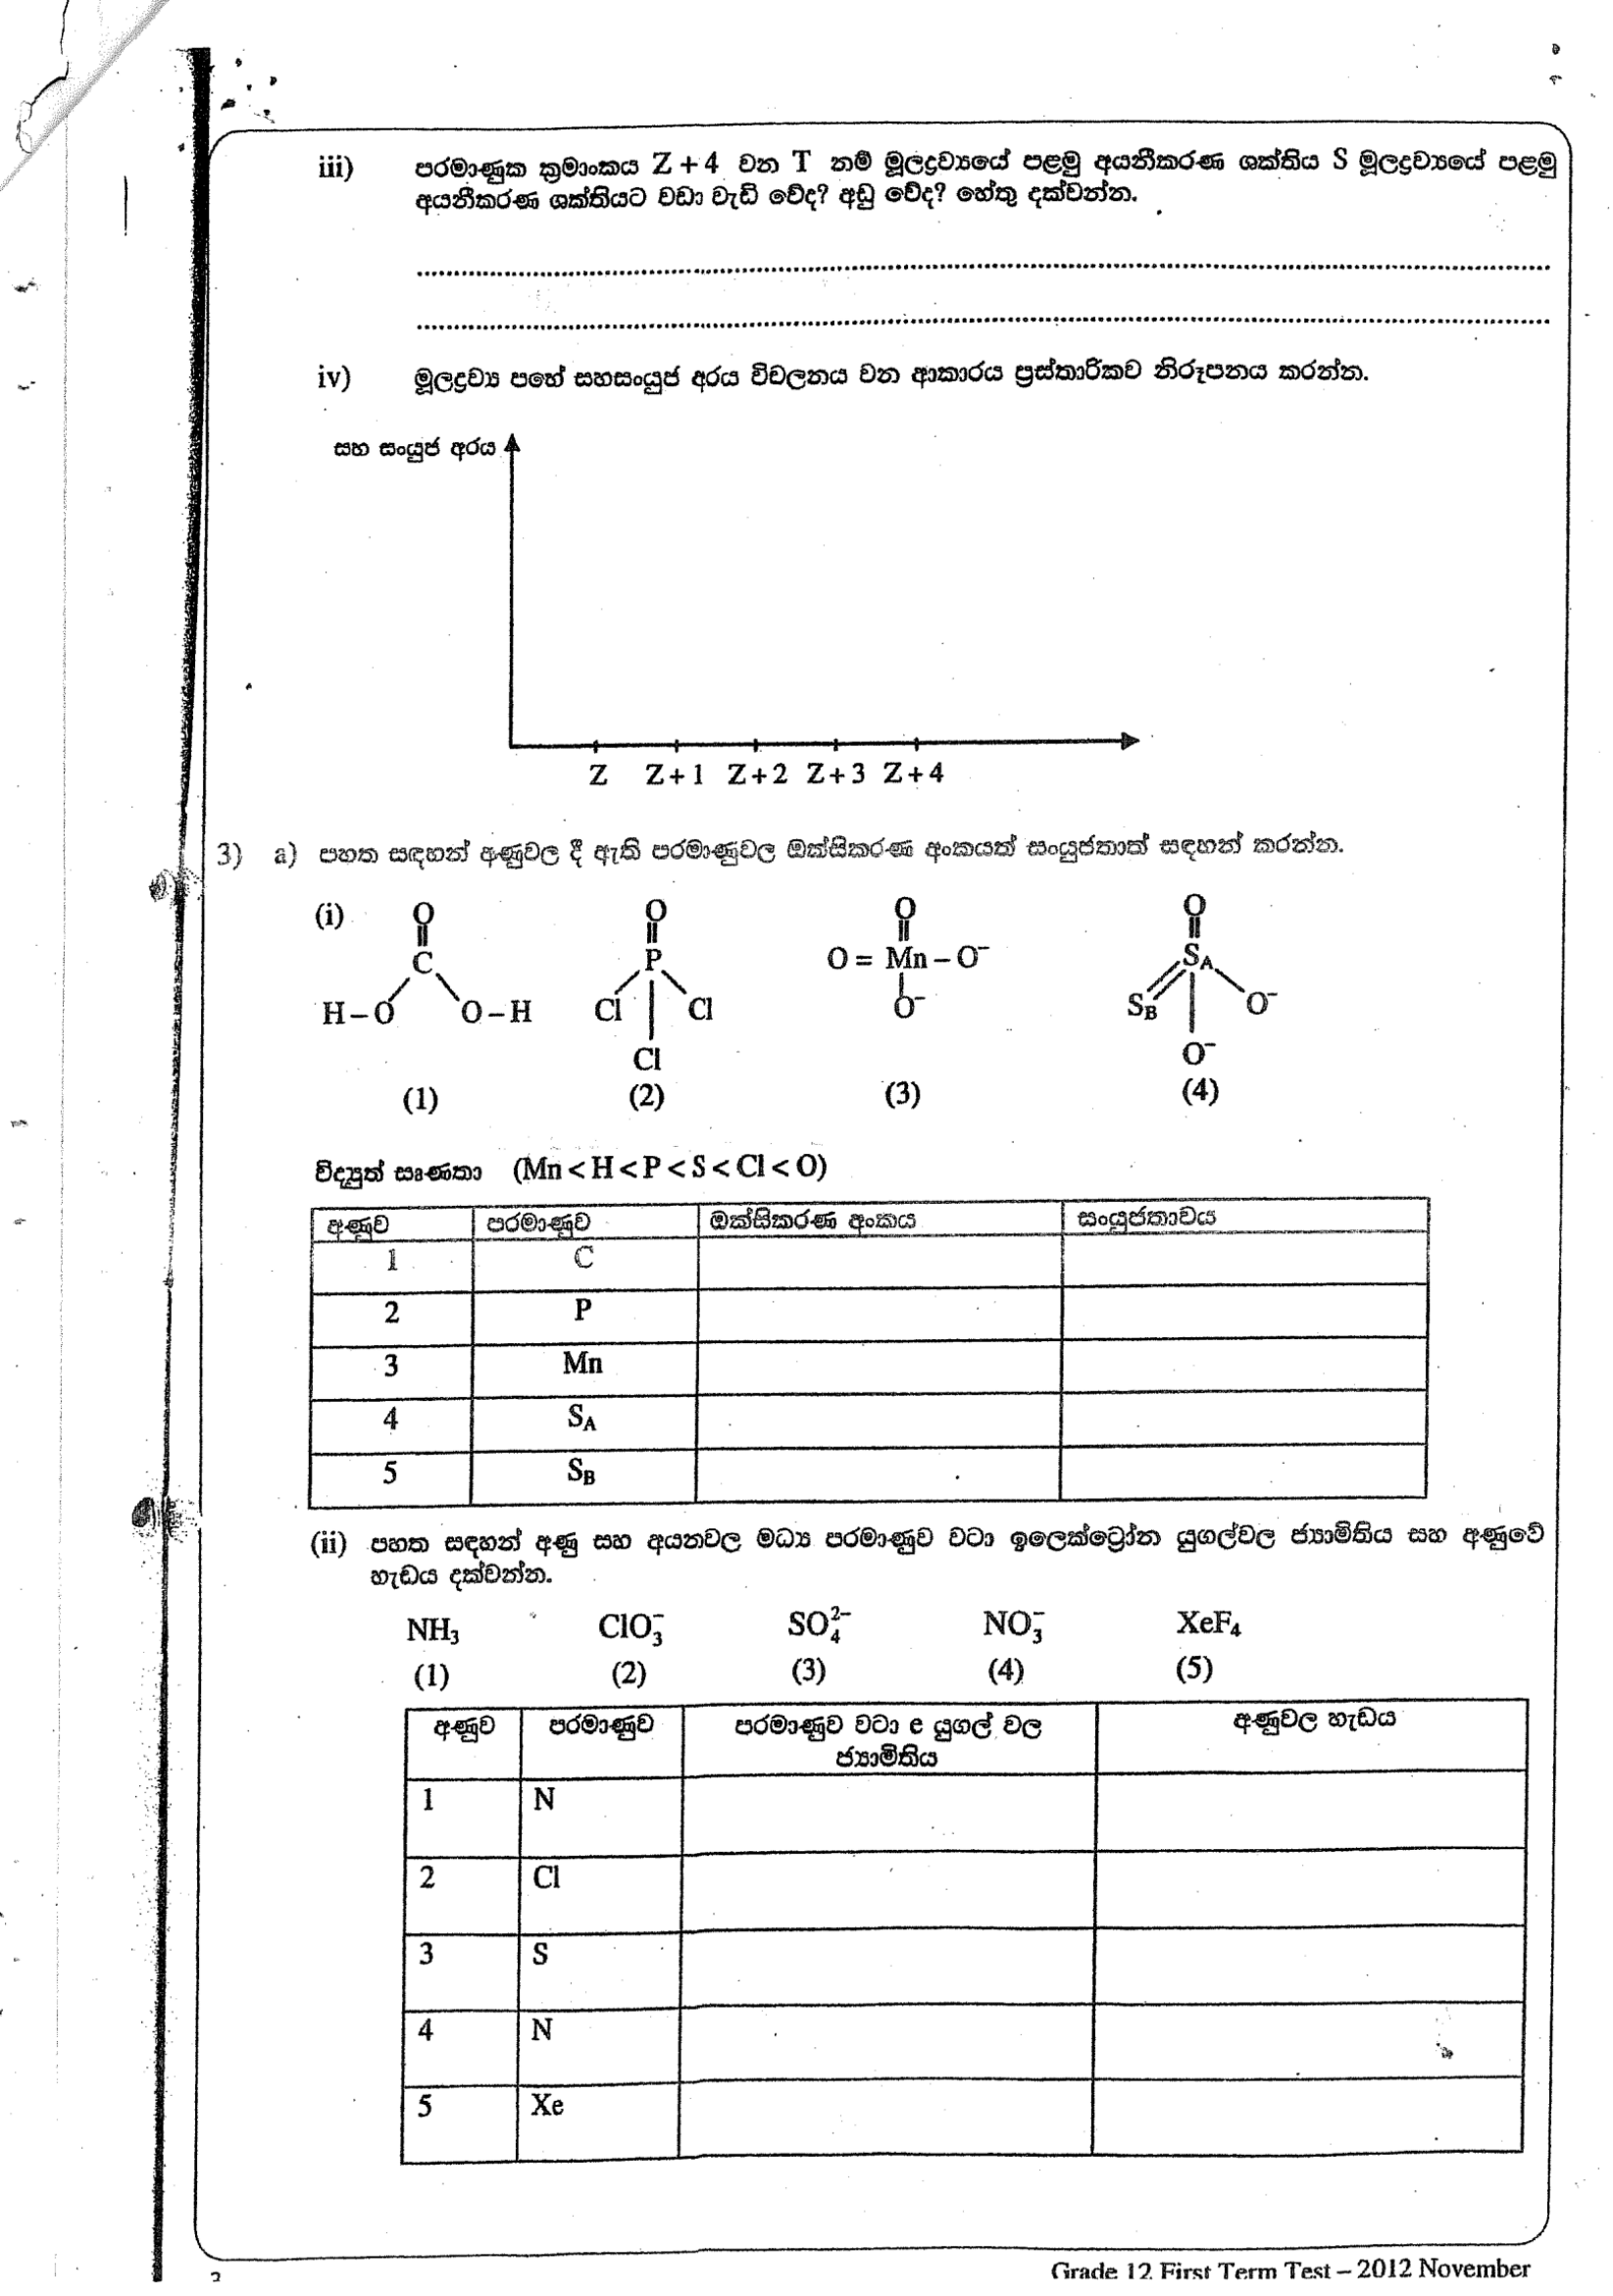 iii) පරමාණුක ක්‍රමාංකය Z + 4 වන T නම් මූලද්‍රව්‍යයේ පළමු අයනීකරණ ශක්තිය S මූලද්‍රව්‍යයේ පළමු
අයනීකරණ ශක්තියට වඩා වැඩි වේද? අඩු වේද? හේතු දක්වන්න.
iv) මූලද්‍රව්‍ය පහේ සහසංයුජ අරය විචලනය වන ආකාරය ප්‍රස්තාරිකව නිරූපනය කරන්න.
සහ සංයුජ අරය
Z Z + 1 Z + 2 Z + 3 Z + 4
3) a) පහත සඳහන් අණුවල දී ඇති පරමාණුවල ඔක්සිකරණ අංකයත් සංයුජතාත් සඳහන් කරන්න.
(i) O O O O
C P O = Mn – O⁻ S_A
H – O O – H Cl Cl O⁻ S_B O⁻
Cl O⁻
(1) (2) (3) (4)
විද්‍යුත් සෘණතා (Mn < H < P < S < Cl < O)
අණුව පරමාණුව ඔක්සිකරණ අංකය සංයුජතාවය
1 C
2 P
3 Mn
4 S_A
5 S_B
(ii) පහත සඳහන් අණු සහ අයනවල මධ්‍ය පරමාණුව වටා ඉලෙක්ට්‍රෝන යුගල්වල ජ්‍යාමිතිය සහ අණුවේ
හැඩය දක්වන්න.
NH₃ ClO₃⁻ SO₄²⁻ NO₃⁻ XeF₄
(1) (2) (3) (4) (5)
අණුව පරමාණුව පරමාණුව වටා e යුගල් වල අණුවල හැඩය
ජ්‍යාමිතිය
1 N
2 Cl
3 S
4 N
5 Xe
Grade 12 First Term Test – 2012 November